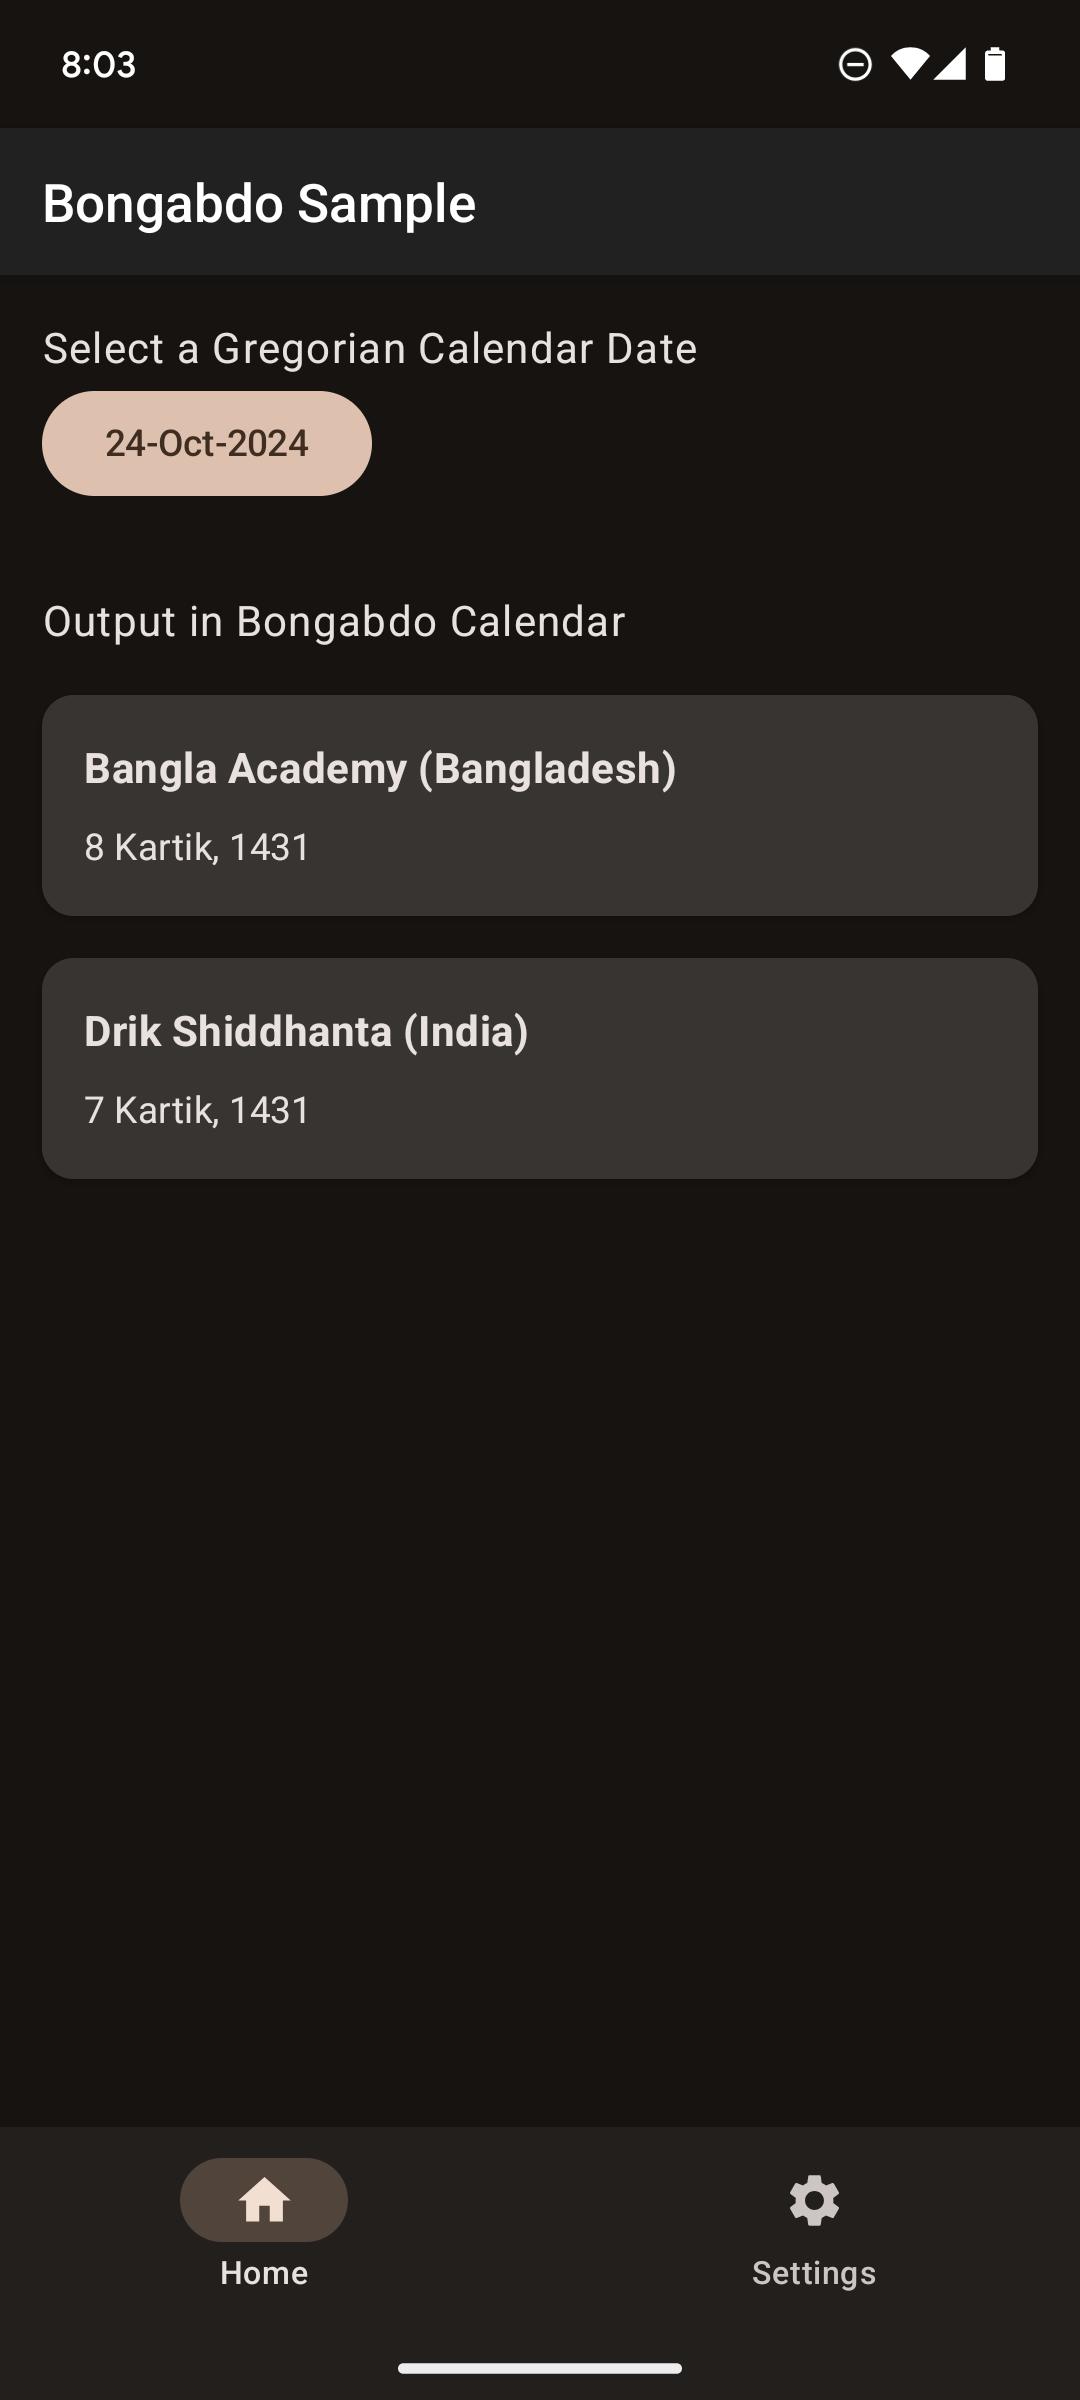 8:03
Bongabdo Sample
Select a Gregorian Calendar Date
24-Oct-2024
Output in Bongabdo Calendar
Bangla Academy (Bangladesh)
8 Kartik, 1431
Drik Shiddhanta (India)
7 Kartik, 1431
Home
Settings